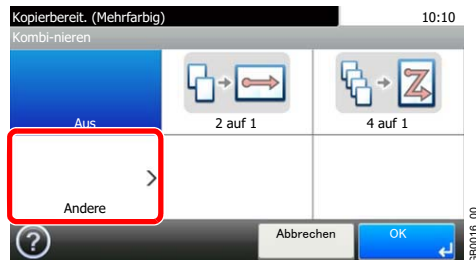 Kopierbereit. (Mehrfarbig) 10:10
Kombi-nieren
Aus 2 auf 1 4 auf 1
Andere
? Abbrechen OK